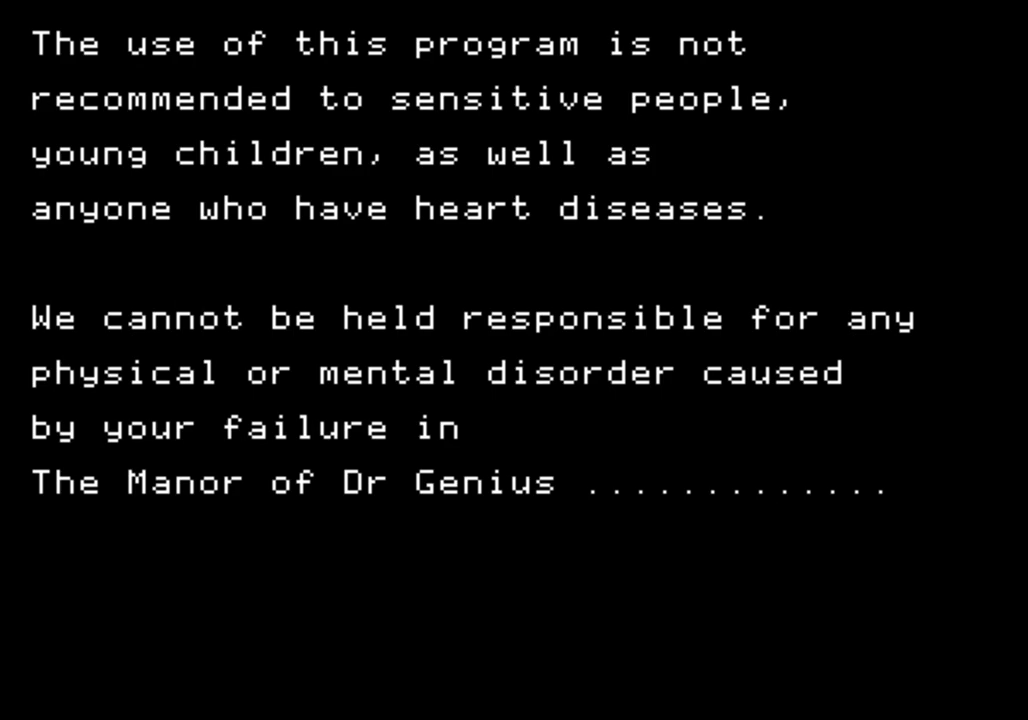 The use of this program is not
recommended to sensitive people,
young children, as well as
anyone who have heart diseases.
We cannot be held responsible for any
physical or mental disorder caused
by your failure in
The Manor of Dr Genius .............